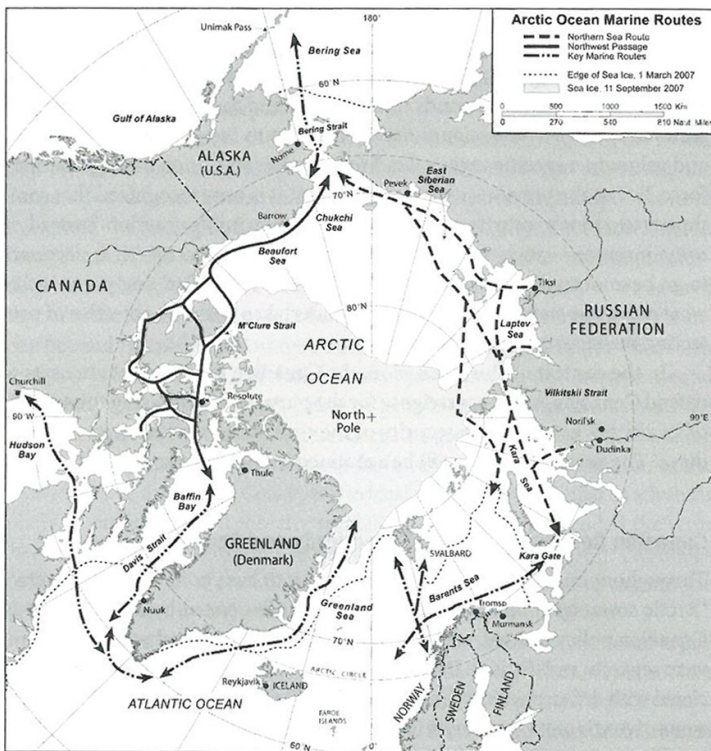 Arctic Ocean Marine Routes
Northern Sea Route
Northwest Passage
Key Marine Routes
Edge of Sea Ice, 1 March 2007
Sea Ice, 11 September 2007
0 500 1000 1500 Km
0 270 540 810 Naut Miles
180°
Unimak Pass
Bering Sea
60°N
Gulf of Alaska
Bering Strait
Nome
ALASKA
(U.S.A.)
East
Siberian
Sea
Pevek
70°N
Barrow
Chukchi
Sea
Beaufort
Sea
CANADA
Tiksi
80°N
RUSSIAN
FEDERATION
M'Clure Strait
Laptev
Sea
ARCTIC
OCEAN
Churchill
Vilkitskii Strait
Resolute
90°W
North
Pole
Noril'sk
90°E
Dudinka
Hudson
Bay
Kara
Sea
Thule
Baffin
Bay
GREENLAND
(Denmark)
Davis Strait
SVALBARD
Kara Gate
Barents Sea
Nuuk
Greenland
Sea
Tromsø
Murmansk
70°N
ARCTIC CIRCLE
Reykjavik
ICELAND
ATLANTIC OCEAN
NORWAY
SWEDEN
FINLAND
FAROE
ISLANDS
60°N
0°